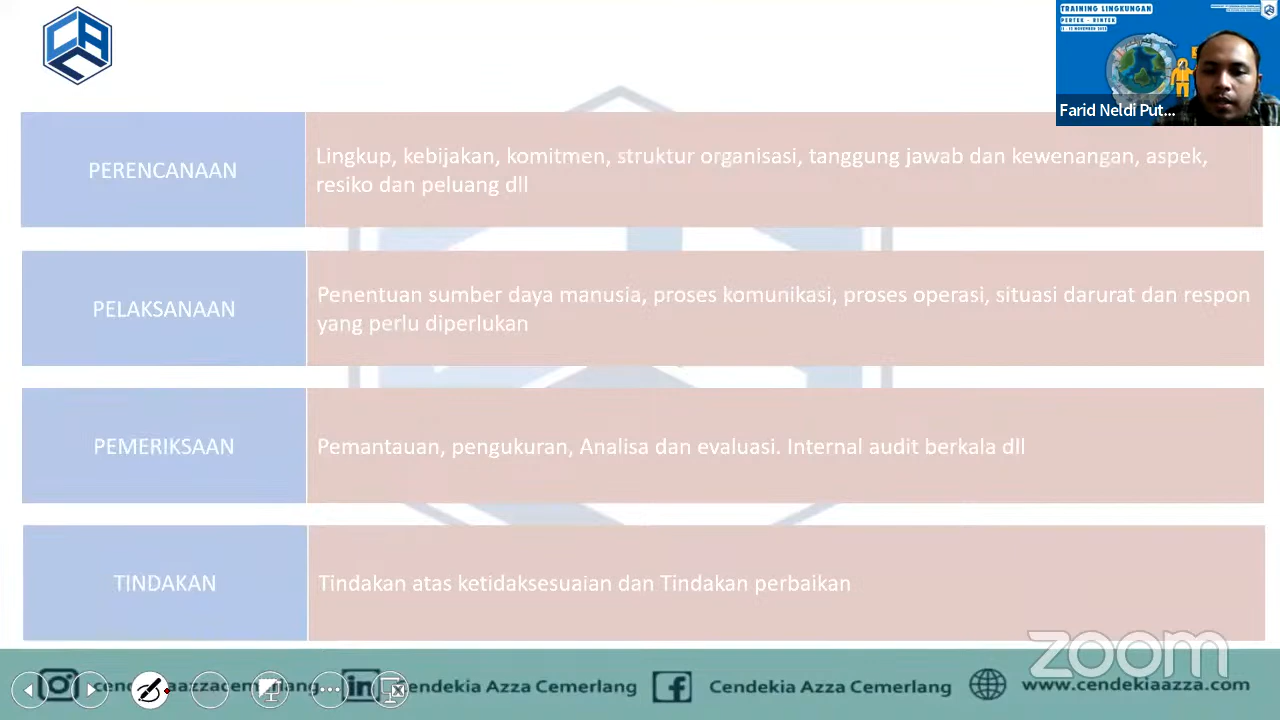 TRAINING LINGKUNGAN
PERTEK - RINTEK
Farid Neldi Put...
PERENCANAAN
Lingkup, kebijakan, komitmen, struktur organisasi, tanggung jawab dan kewenangan, aspek,
resiko dan peluang dll
PELAKSANAAN
Penentuan sumber daya manusia, proses komunikasi, proses operasi, situasi darurat dan respon
yang perlu diperlukan
PEMERIKSAAN
Pemantauan, pengukuran, Analisa dan evaluasi. Internal audit berkala dll
TINDAKAN
Tindakan atas ketidaksesuaian dan Tindakan perbaikan
zoom
cendekiaazzacemerlang
Cendekia Azza Cemerlang
Cendekia Azza Cemerlang
www.cendekiaazza.com